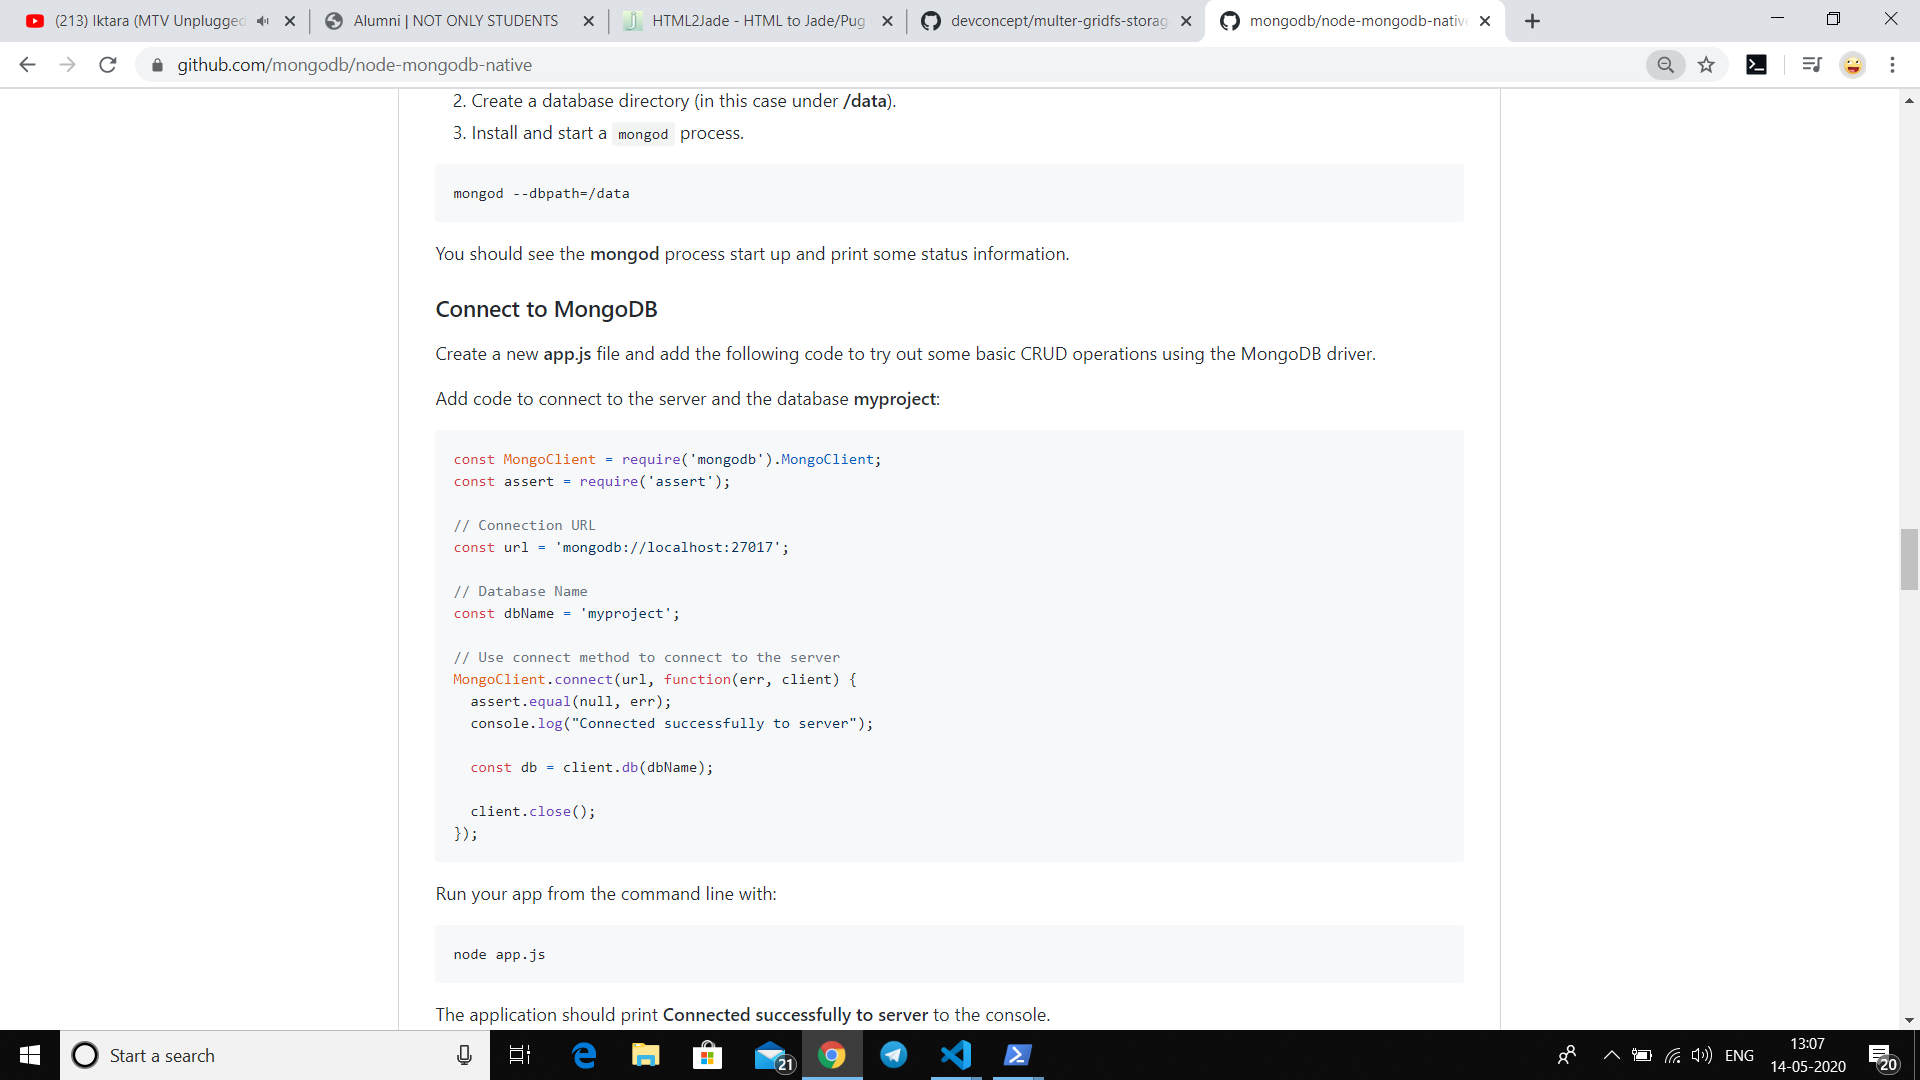 (213) Iktara (MTV Unplugged
Alumni | NOT ONLY STUDENTS
HTML2Jade - HTML to Jade/Pug
devconcept/multer-gridfs-storag
mongodb/node-mongodb-native
github.com/mongodb/node-mongodb-native
2. Create a database directory (in this case under /data).
3. Install and start a mongod process.
mongod --dbpath=/data
You should see the mongod process start up and print some status information.
Connect to MongoDB
Create a new app.js file and add the following code to try out some basic CRUD operations using the MongoDB driver.
Add code to connect to the server and the database myproject:
const MongoClient = require('mongodb').MongoClient;
const assert = require('assert');
// Connection URL
const url = 'mongodb://localhost:27017';
// Database Name
const dbName = 'myproject';
// Use connect method to connect to the server
MongoClient.connect(url, function(err, client) {
assert.equal(null, err);
console.log("Connected successfully to server");
const db = client.db(dbName);
client.close();
});
Run your app from the command line with:
node app.js
The application should print Connected successfully to server to the console.
Start a search
21
ENG
13:07
14-05-2020
20